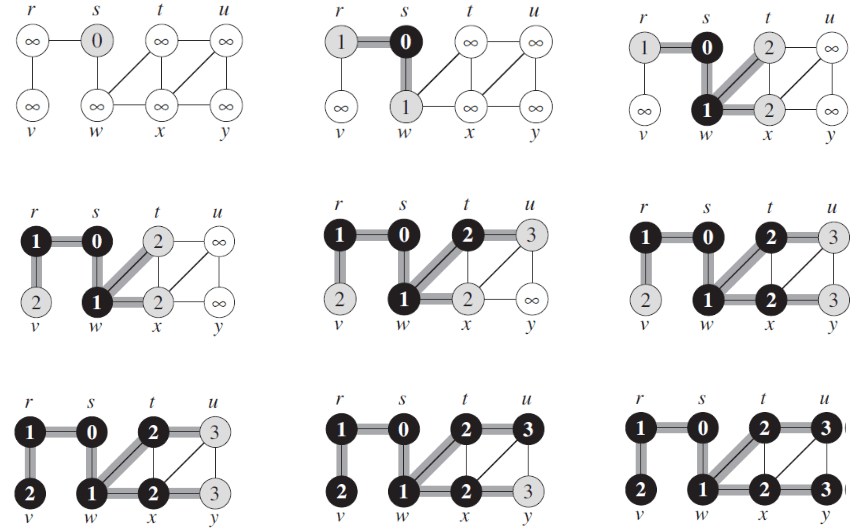 r s t u
∞ 0 ∞ ∞
∞ ∞ ∞ ∞
v w x y
r s t u
1 0 ∞ ∞
∞ 1 ∞ ∞
v w x y
r s t u
1 0 2 ∞
∞ 1 2 ∞
v w x y
r s t u
1 0 2 ∞
2 1 2 ∞
v w x y
r s t u
1 0 2 3
2 1 2 ∞
v w x y
r s t u
1 0 2 3
2 1 2 3
v w x y
r s t u
1 0 2 3
2 1 2 3
v w x y
r s t u
1 0 2 3
2 1 2 3
v w x y
r s t u
1 0 2 3
2 1 2 3
v w x y